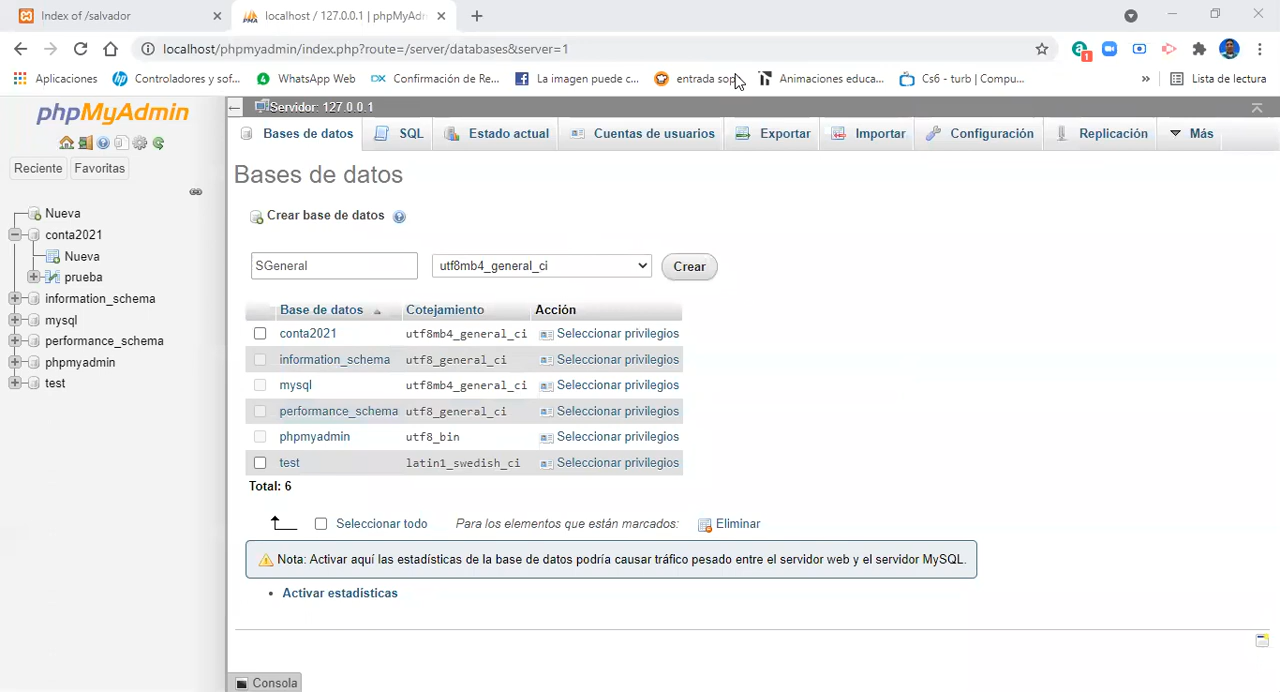 Index of /salvador
localhost / 127.0.0.1 | phpMyAdm
localhost/phpmyadmin/index.php?route=/server/databases&server=1
Aplicaciones
Controladores y sof...
WhatsApp Web
Confirmación de Re...
La imagen puede c...
entrada
Animaciones educa...
Cs6 - turb | Compu...
»
Lista de lectura
phpMyAdmin
Reciente
Favoritas
Nueva
conta2021
Nueva
prueba
information_schema
mysql
performance_schema
phpmyadmin
test
Servidor: 127.0.0.1
Bases de datos
SQL
Estado actual
Cuentas de usuarios
Exportar
Importar
Configuración
Replicación
Más
Bases de datos
Crear base de datos
SGeneral
utf8mb4_general_ci
Crear
Base de datos Cotejamiento Acción
conta2021 utf8mb4_general_ci Seleccionar privilegios
information_schema utf8_general_ci Seleccionar privilegios
mysql utf8mb4_general_ci Seleccionar privilegios
performance_schema utf8_general_ci Seleccionar privilegios
phpmyadmin utf8_bin Seleccionar privilegios
test latin1_swedish_ci Seleccionar privilegios
Total: 6
Seleccionar todo Para los elementos que están marcados: Eliminar
Nota: Activar aquí las estadísticas de la base de datos podría causar tráfico pesado entre el servidor web y el servidor MySQL.
• Activar estadísticas
Consola